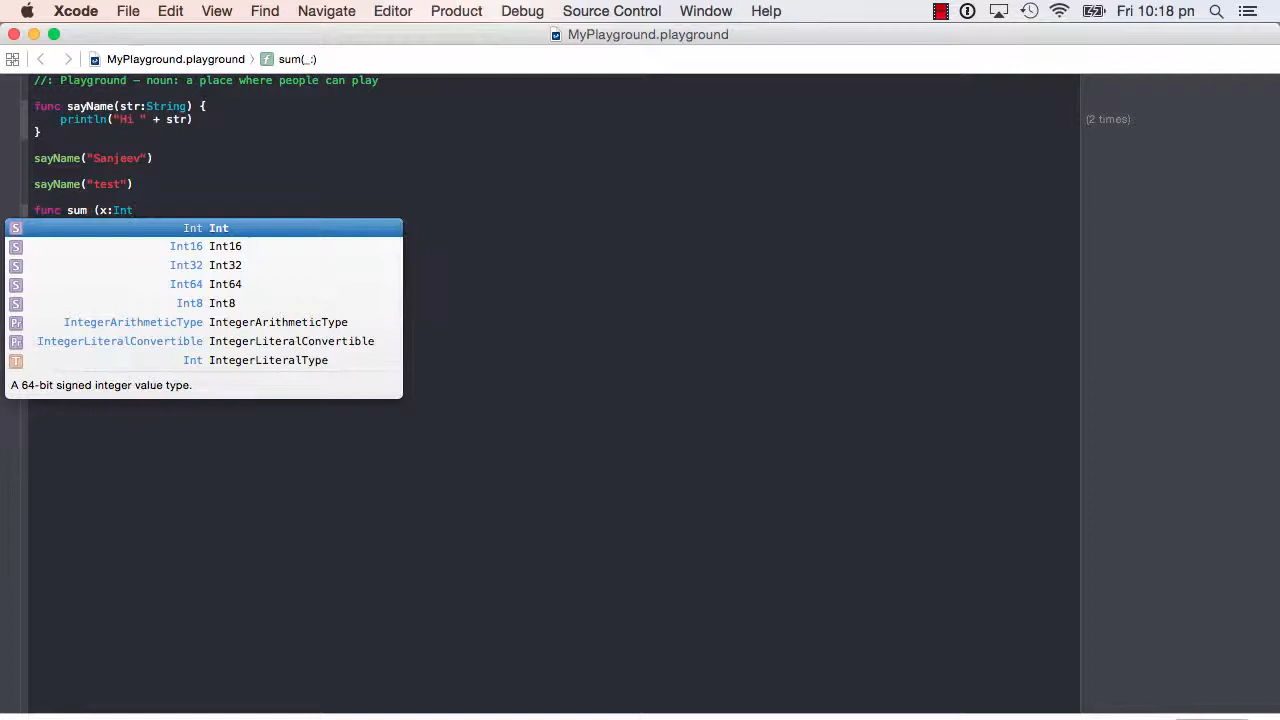 Xcode File Edit View Find Navigate Editor Product Debug Source Control Window Help Fri 10:18 pn
MyPlayground.playground
MyPlayground.playground sum(_:)
//: Playground – noun: a place where people can play
func sayName(str:String) {
println("Hi " + str) (2 times)
}
sayName("Sanjeev")
sayName("test")
func sum (x:Int
S Int Int
S Int16 Int16
S Int32 Int32
S Int64 Int64
S Int8 Int8
Pr IntegerArithmeticType IntegerArithmeticType
Pr IntegerLiteralConvertible IntegerLiteralConvertible
T Int IntegerLiteralType
A 64-bit signed integer value type.